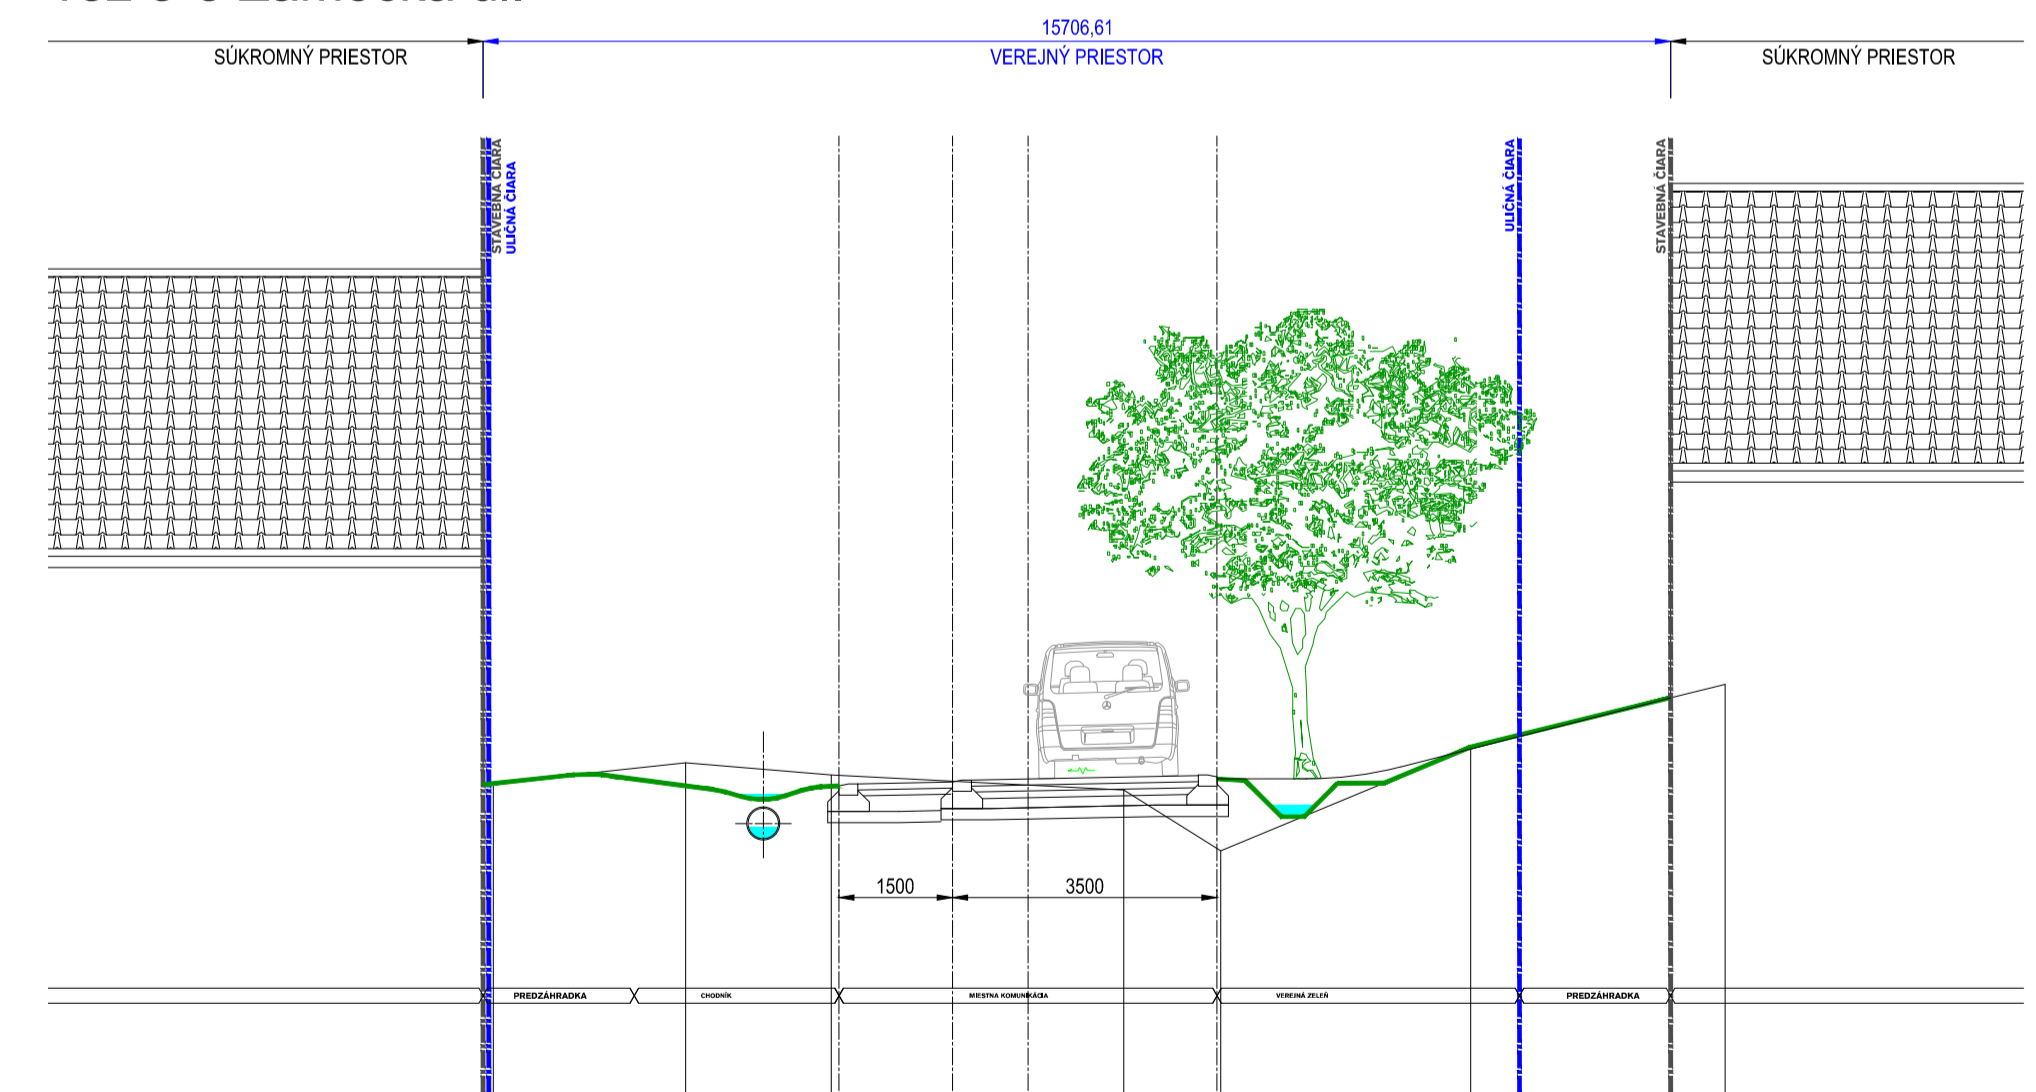 15706,61
SÚKROMNÝ PRIESTOR
VEREJNÝ PRIESTOR
SÚKROMNÝ PRIESTOR
STAVEBNÁ ČIARA
ULIČNÁ ČIARA
ULIČNÁ ČIARA
STAVEBNÁ ČIARA
1500
3500
PREDZÁHRADKA
CHODNÍK
MIESTNA KOMUNIKÁCIA
VEREJNÁ ZELEŇ
PREDZÁHRADKA